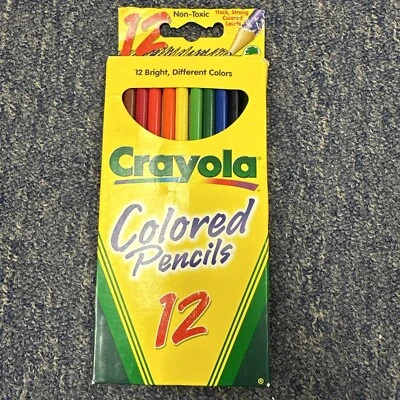 12
Non-Toxic
Thick, Strong
Colored
Leads
12 Bright, Different Colors
Crayola®
Colored
Pencils
12
®